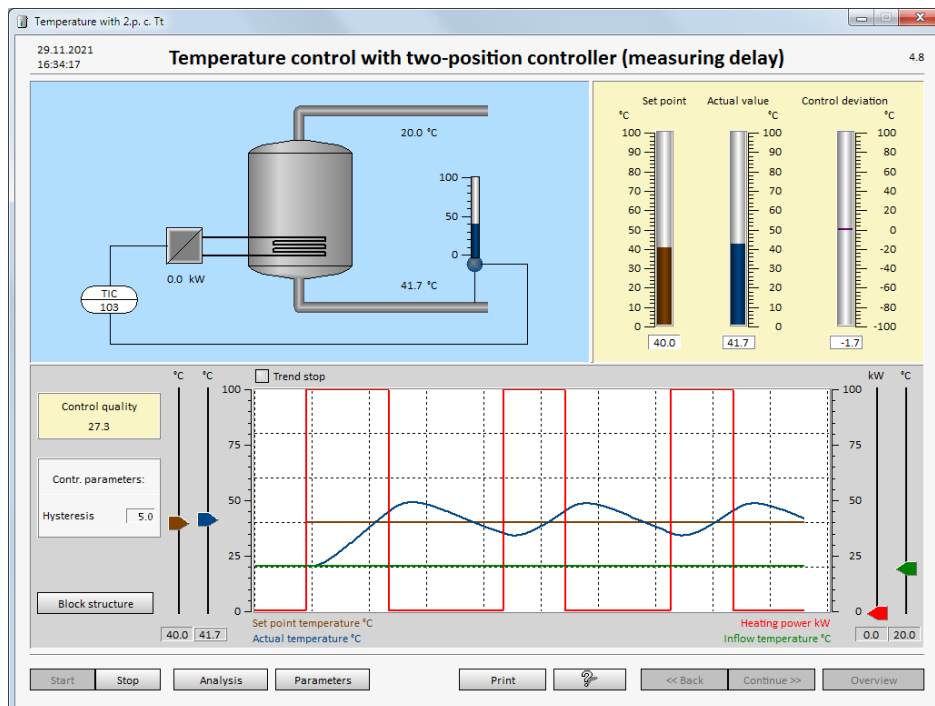 Temperature with 2.p. c. Tt
29.11.2021
16:34:17
Temperature control with two-position controller (measuring delay)
4.8
20.0 °C
100
50
0
0.0 kW
41.7 °C
TIC
103
Set point Actual value Control deviation
°C °C °C
100 100 100
90 90 80
80 80 60
70 70 40
60 60 20
50 50 0
40 40 -20
30 30 -40
20 20 -60
10 10 -80
0 0 -100
40.0 41.7 -1.7
Control quality
27.3
Contr. parameters:
Hysteresis 5.0
Block structure
°C °C
40.0 41.7
Trend stop
100
75
50
25
0
Set point temperature °C
Actual temperature °C
Heating power kW
Inflow temperature °C
kW °C
100
75
50
25
0
0.0 20.0
Start Stop Analysis Parameters Print ? << Back Continue >> Overview